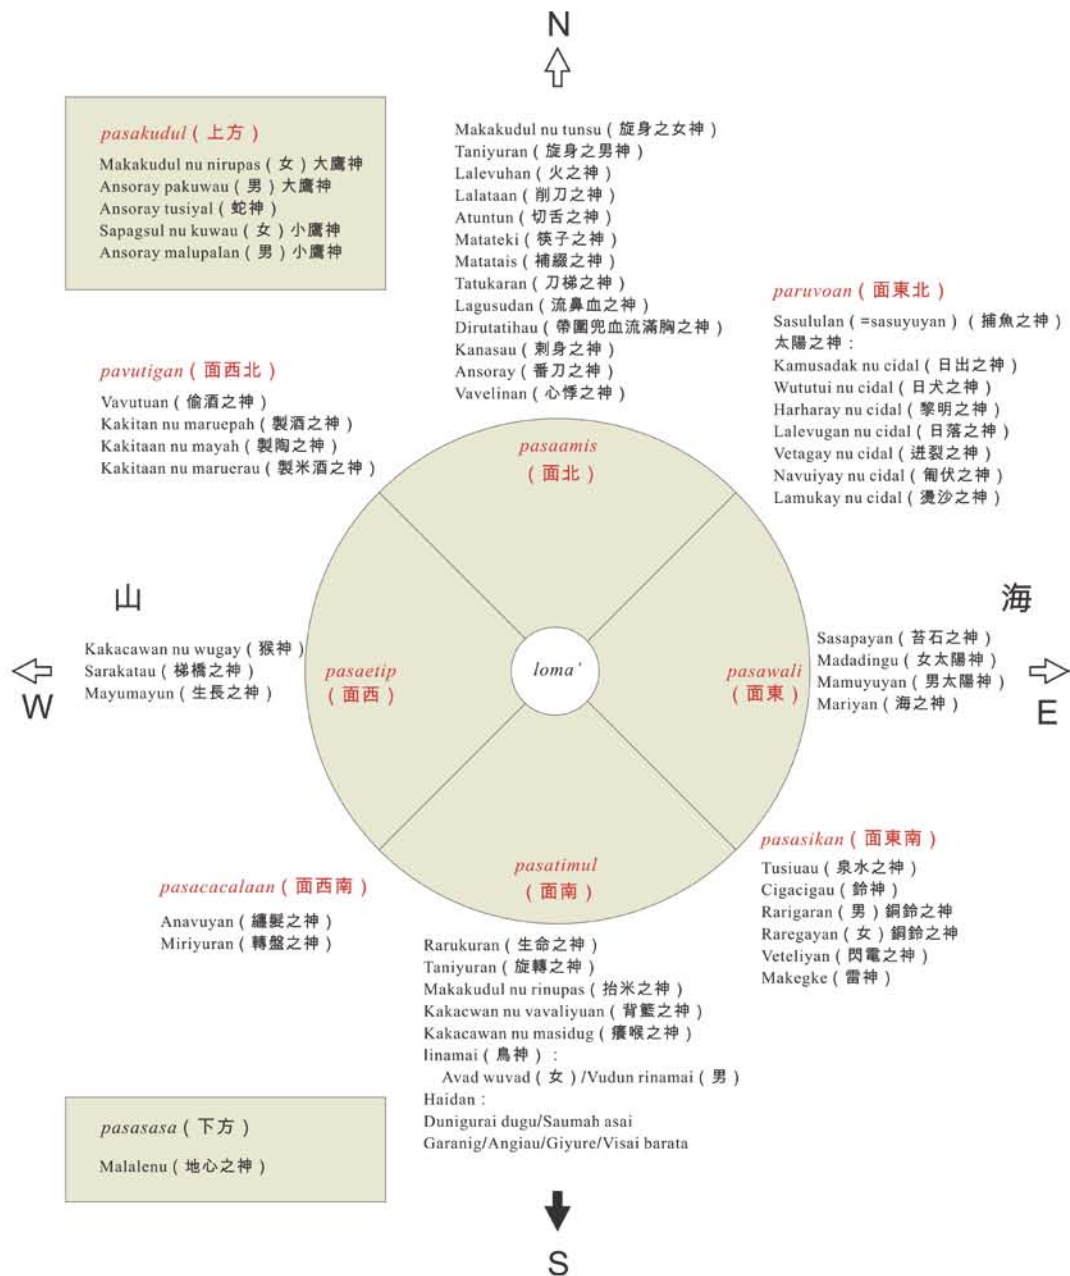 N
pasakudul（上方）
Makakudul nu nirupas（女）大鷹神
Ansoray pakuwau（男）大鷹神
Ansoray tusiyal（蛇神）
Sapagsul nu kuwau（女）小鷹神
Ansoray malupalan（男）小鷹神
Makakudul nu tunsu（旋身之女神）
Taniyuran（旋身之男神）
Lalevuhan（火之神）
Lalataan（削刀之神）
Atuntun（切舌之神）
Matateki（筷子之神）
Matatais（補綴之神）
Tatukaran（刀梯之神）
Lagusudan（流鼻血之神）
Dirutatihau（帶圍兜血流滿胸之神）
Kanasau（刺身之神）
Ansoray（番刀之神）
Vavelinan（心悸之神）
paruvoan（面東北）
Sasululan（=sasuyuyan）（捕魚之神）
太陽之神：
Kamusadak nu cidal（日出之神）
Wututui nu cidal（日犬之神）
Harharay nu cidal（黎明之神）
Lalevugan nu cidal（日落之神）
Vetagay nu cidal（迸裂之神）
Navuiyay nu cidal（匍伏之神）
Lamukay nu cidal（燙沙之神）
pavutigan（面西北）
Vavutuan（偷酒之神）
Kakitan nu maruepah（製酒之神）
Kakitaan nu mayah（製陶之神）
Kakitaan nu maruerau（製米酒之神）
pasaamis
（面北）
山
海
Kakacawan nu wugay（猴神）
Sarakatau（梯橋之神）
Mayumayun（生長之神）
W
pasaetip
（面西）
loma’
pasawali
（面東）
Sasapayan（苔石之神）
Madadingu（女太陽神）
Mamuyuyan（男太陽神）
Mariyan（海之神）
E
pasatimul
（面南）
pasasikan（面東南）
Tusiuau（泉水之神）
Cigacigau（鈴神）
Rarigaran（男）銅鈴之神
Raregayan（女）銅鈴之神
Veteliyan（閃電之神）
Makegke（雷神）
pasacacalaan（面西南）
Anavuyan（纏髮之神）
Miriyuran（轉盤之神）
Rarukuran（生命之神）
Taniyuran（旋轉之神）
Makakudul nu rinupas（抬米之神）
Kakacwan nu vavaliyuan（背籃之神）
Kakacawan nu masidug（癢喉之神）
Iinamai（鳥神）：
Avad wuvad（女）/Vudun rinamai（男）
Haidan：
Dunigurai dugu/Saumah asai
Garanig/Angiau/Giyure/Visai barata
pasasasa（下方）
Malalenu（地心之神）
S